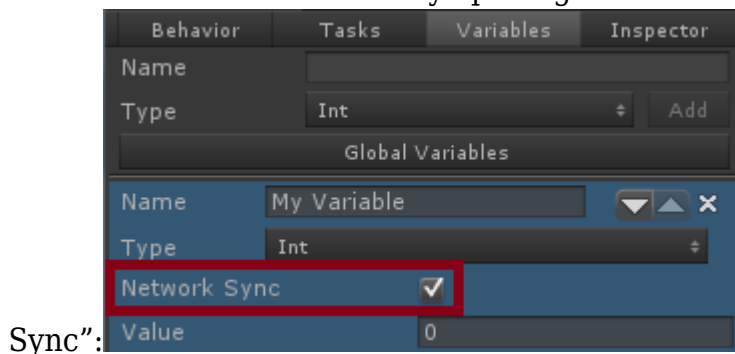 Behavior Tasks Variables Inspector
Name
Type Int Add
Global Variables
Name My Variable
Type Int
Network Sync
Sync”: Value 0